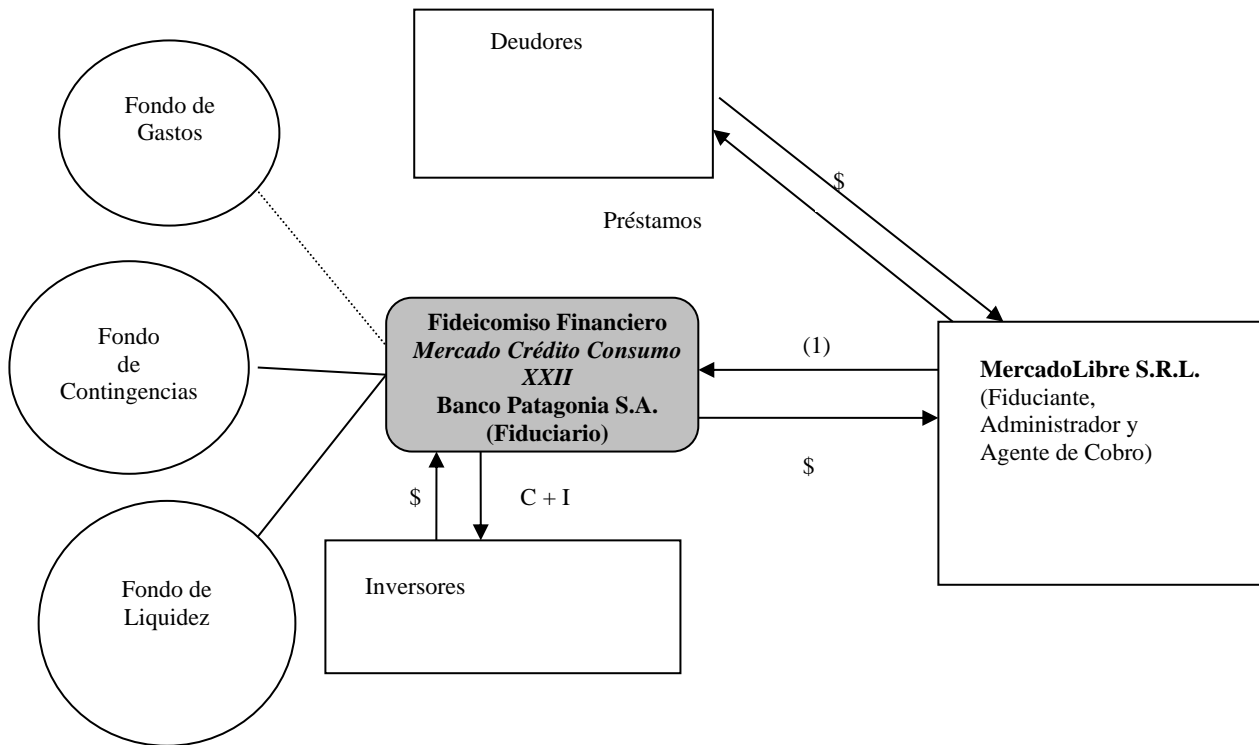 Deudores
Fondo de
Gastos
$
Préstamos
Fondo
de
Contingencias
Fideicomiso Financiero
Mercado Crédito Consumo
XXII
Banco Patagonia S.A.
(Fiduciario)
(1)
MercadoLibre S.R.L.
(Fiduciante,
Administrador y
Agente de Cobro)
$
$
C + I
Fondo de
Liquidez
Inversores